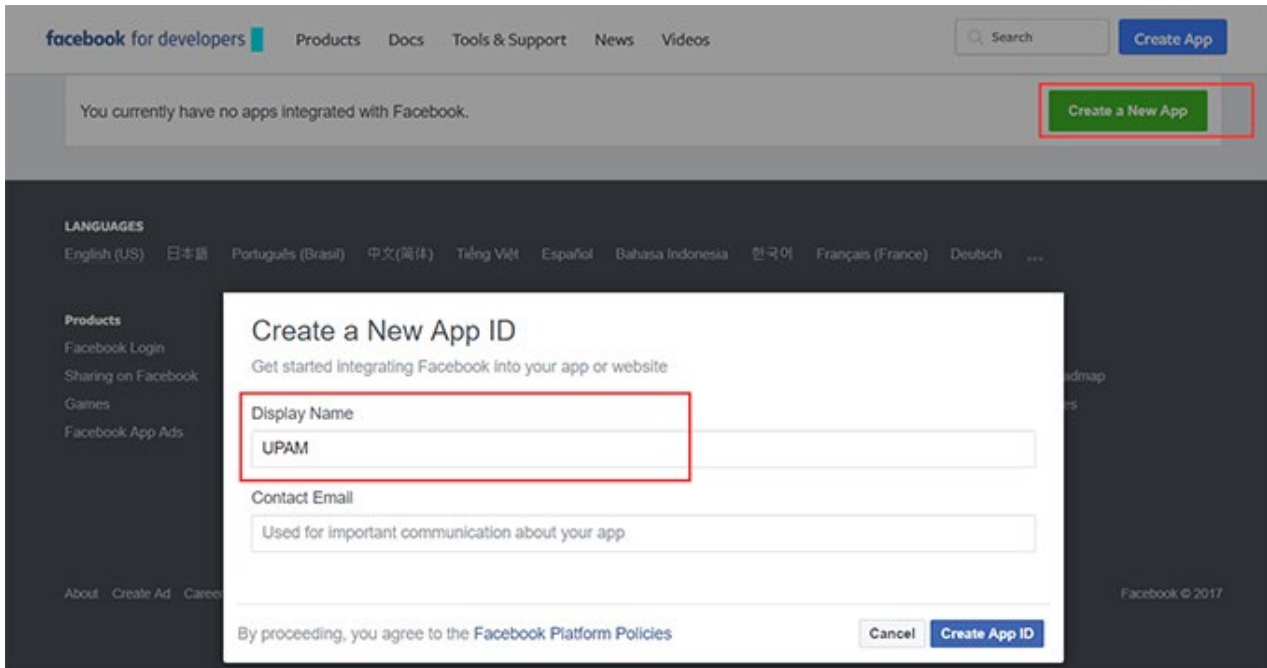 facebook for developers Products Docs Tools & Support News Videos Search Create App
You currently have no apps integrated with Facebook. Create a New App
LANGUAGES
English (US) 日本語 Português (Brasil) 中文(简体) Tiếng Việt Español Bahasa Indonesia 한국어 Français (France) Deutsch ...
Products
Facebook Login
Sharing on Facebook
Games
Facebook App Ads
Create a New App ID
Get started integrating Facebook into your app or website
Display Name
UPAM
Contact Email
Used for important communication about your app
About Create Ad
Facebook © 2017
By proceeding, you agree to the Facebook Platform Policies Cancel Create App ID